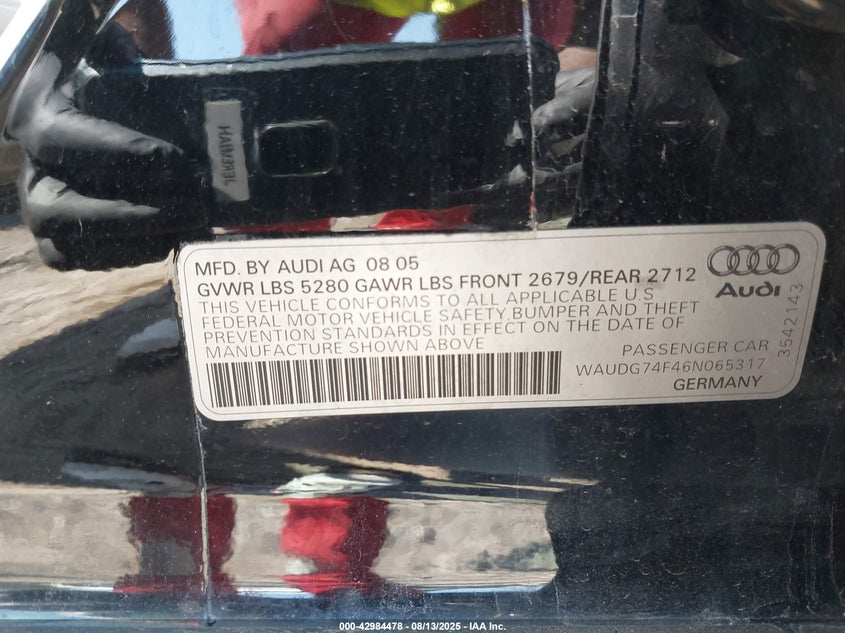 JEREMIAH
MFD. BY AUDI AG 08 05
GVWR LBS 5280 GAWR LBS FRONT 2679/REAR 2712
THIS VEHICLE CONFORMS TO ALL APPLICABLE U S
FEDERAL MOTOR VEHICLE SAFETY, BUMPER AND THEFT
PREVENTION STANDARDS IN EFFECT ON THE DATE OF
MANUFACTURE SHOWN ABOVE
Audi
3542143
PASSENGER CAR
WAUDG74F46N065317
GERMANY
000-42984478 - 08/13/2025 - IAA Inc.